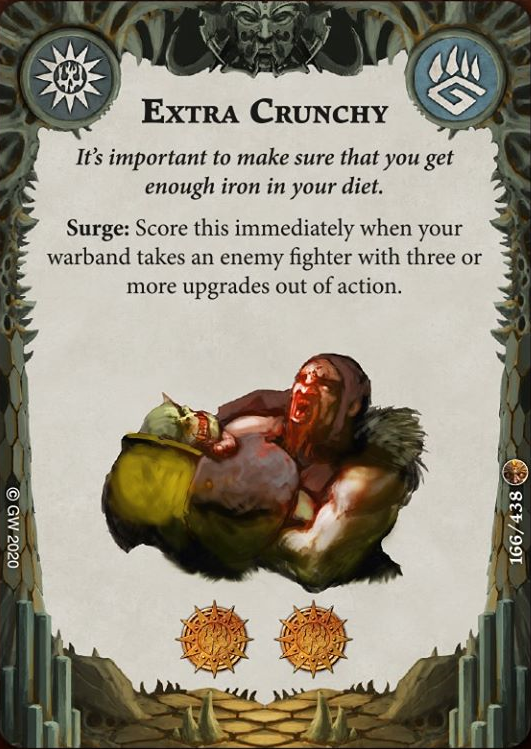 Extra Crunchy
It's important to make sure that you get
enough iron in your diet.
Surge: Score this immediately when your
warband takes an enemy fighter with three or
more upgrades out of action.
© GW 2020
166/438